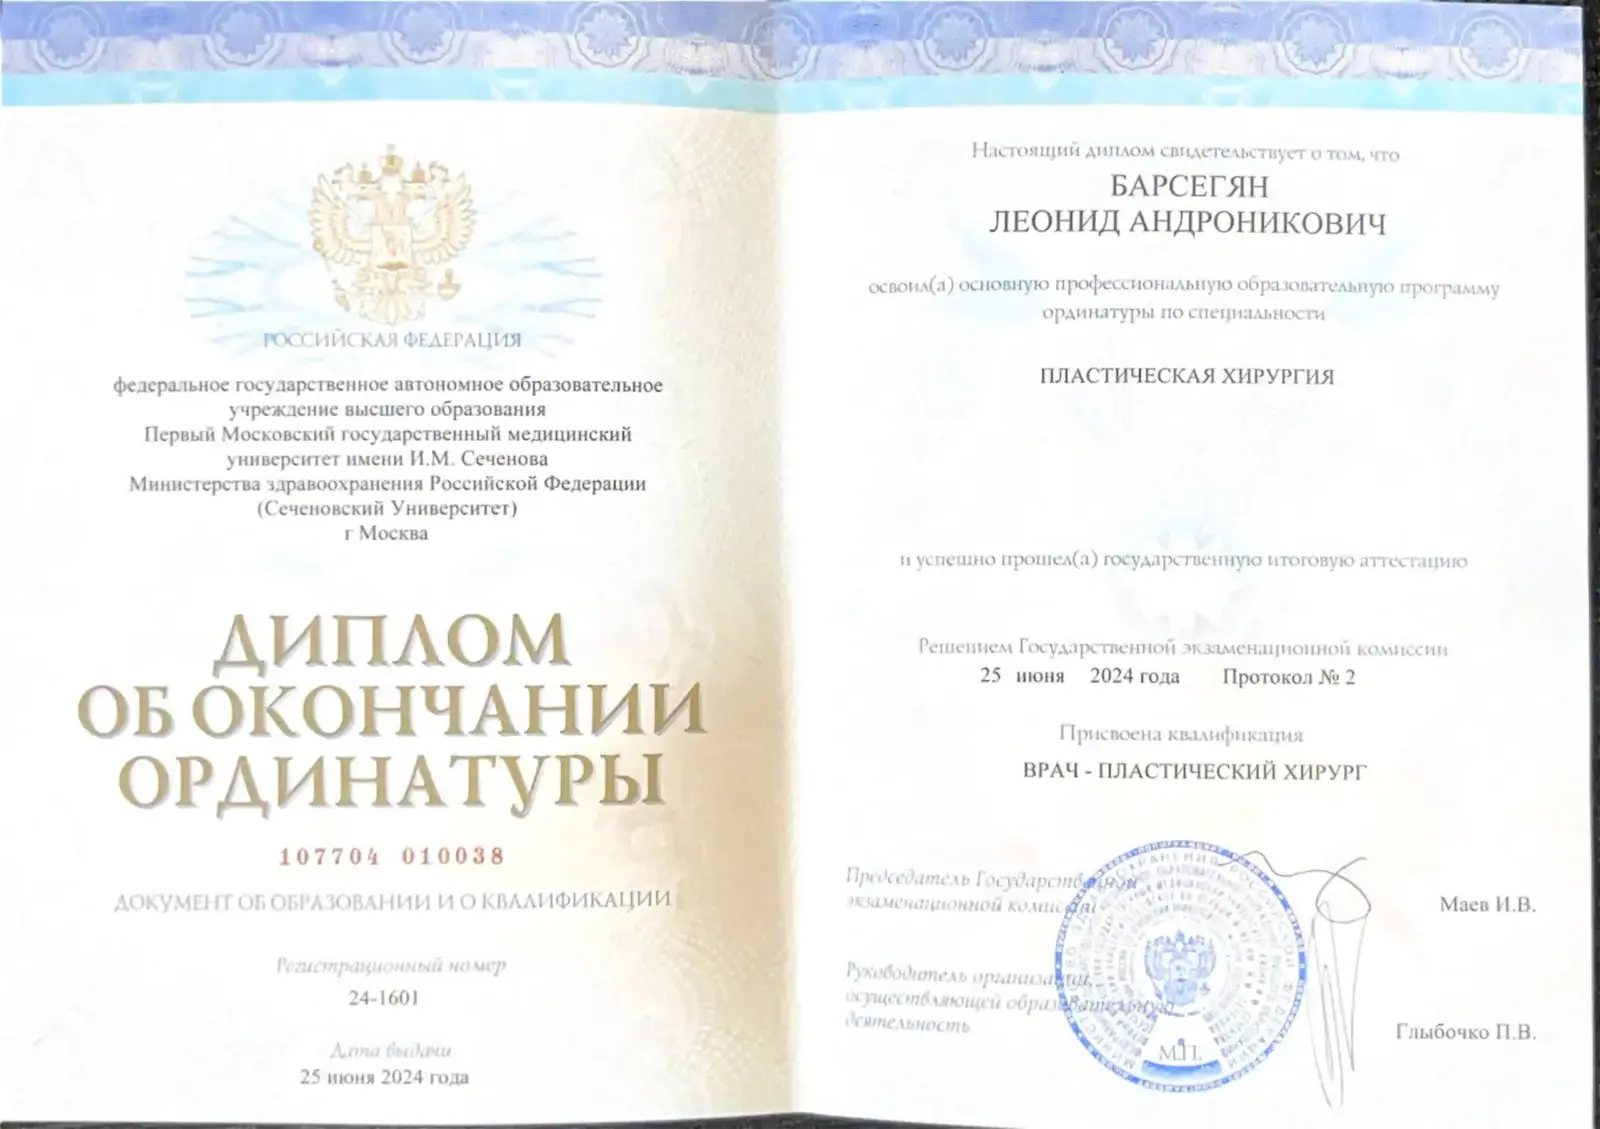 РОССИЙСКАЯ ФЕДЕРАЦИЯ
федеральное государственное автономное образовательное
учреждение высшего образования
Первый Московский государственный медицинский
университет имени И.М. Сеченова
Министерства здравоохранения Российской Федерации
(Сеченовский Университет)
г Москва
ДИПЛОМ
ОБ ОКОНЧАНИИ
ОРДИНАТУРЫ
107704 010038
ДОКУМЕНТ ОБ ОБРАЗОВАНИИ И О КВАЛИФИКАЦИИ
Регистрационный номер
24-1601
Дата выдачи
25 июня 2024 года
Настоящий диплом свидетельствует о том, что
БАРСЕГЯН
ЛЕОНИД АНДРОНИКОВИЧ
освоил(а) основную профессиональную образовательную программу
ординатуры по специальности
ПЛАСТИЧЕСКАЯ ХИРУРГИЯ
и успешно прошел(а) государственную итоговую аттестацию
Решением Государственной экзаменационной комиссии
25 июня 2024 года Протокол № 2
Присвоена квалификация
ВРАЧ - ПЛАСТИЧЕСКИЙ ХИРУРГ
Председатель Государственной
экзаменационной комиссии
Маев И.В.
Руководитель организации,
осуществляющей образовательную
деятельность
Глыбочко П.В.
М.П.